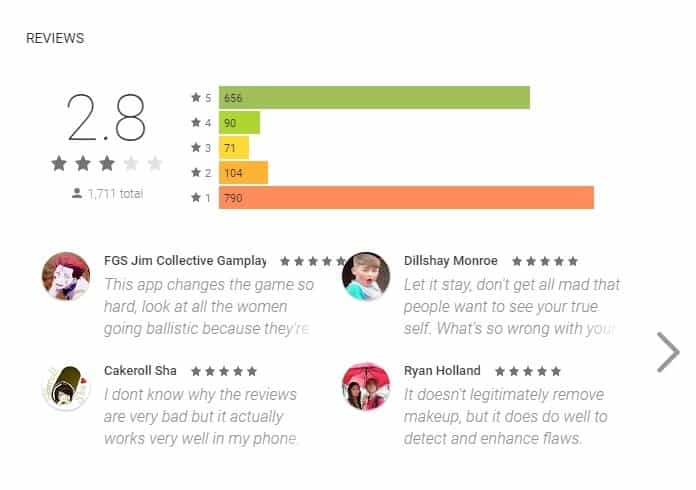 REVIEWS
2.8
1,711 total
5 656
4 90
3 71
2 104
1 790
FGS Jim Collective Gamplay
This app changes the game so
hard, look at all the women
going ballistic because they're
Dillshay Monroe
Let it stay, don't get all mad that
people want to see your true
self. What's so wrong with your
Cakeroll Sha
I dont know why the reviews
are very bad but it actually
works very well in my phone.
Ryan Holland
It doesn't legitimately remove
makeup, but it does do well to
detect and enhance flaws.